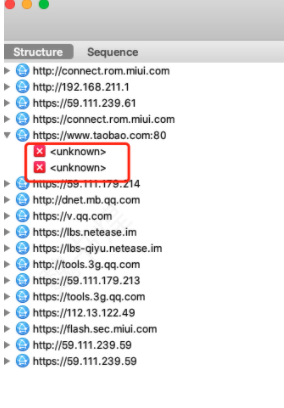 Structure Sequence
http://connect.rom.miui.com
http://192.168.211.1
https://59.111.239.61
https://connect.rom.miui.com
https://www.taobao.com:80
<unknown>
<unknown>
https://59.111.179.214
http://dnet.mb.qq.com
https://v.qq.com
https://lbs.netease.im
https://lbs-qiyu.netease.im
http://tools.3g.qq.com
https://59.111.179.213
https://tools.3g.qq.com
https://112.13.122.49
https://flash.sec.miui.com
http://59.111.239.59
https://59.111.239.59